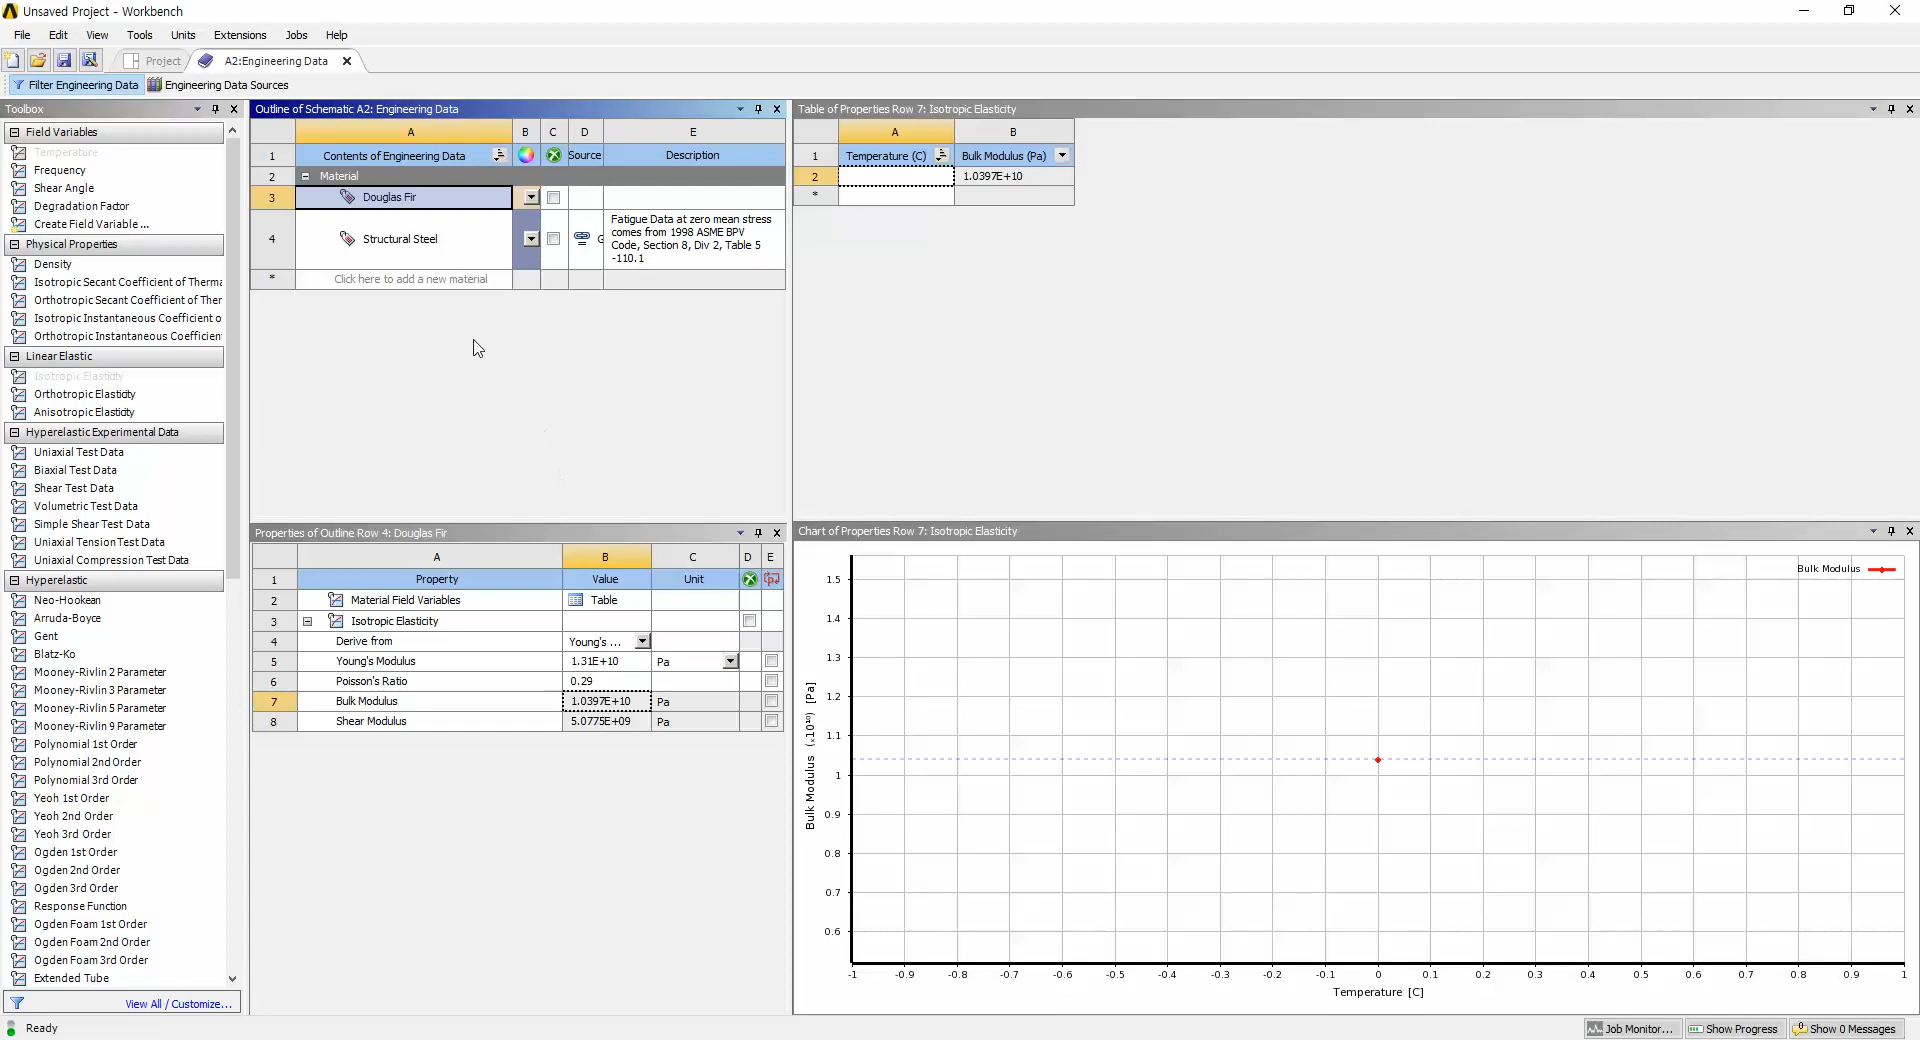 Unsaved Project - Workbench
File Edit View Tools Units Extensions Jobs Help
Project A2:Engineering Data
Filter Engineering Data Engineering Data Sources
Toolbox
Field Variables
Temperature
Frequency
Shear Angle
Degradation Factor
Create Field Variable ...
Physical Properties
Density
Isotropic Secant Coefficient of Therma
Orthotropic Secant Coefficient of Ther
Isotropic Instantaneous Coefficient o
Orthotropic Instantaneous Coefficien
Linear Elastic
Isotropic Elasticity
Orthotropic Elasticity
Anisotropic Elasticity
Hyperelastic Experimental Data
Uniaxial Test Data
Biaxial Test Data
Shear Test Data
Volumetric Test Data
Simple Shear Test Data
Uniaxial Tension Test Data
Uniaxial Compression Test Data
Hyperelastic
Neo-Hookean
Arruda-Boyce
Gent
Blatz-Ko
Mooney-Rivlin 2 Parameter
Mooney-Rivlin 3 Parameter
Mooney-Rivlin 5 Parameter
Mooney-Rivlin 9 Parameter
Polynomial 1st Order
Polynomial 2nd Order
Polynomial 3rd Order
Yeoh 1st Order
Yeoh 2nd Order
Yeoh 3rd Order
Ogden 1st Order
Ogden 2nd Order
Ogden 3rd Order
Response Function
Ogden Foam 1st Order
Ogden Foam 2nd Order
Ogden Foam 3rd Order
Extended Tube
View All / Customize...
Outline of Schematic A2: Engineering Data
A B C D E
1 Contents of Engineering Data Source Description
2 Material
3 Douglas Fir
4 Structural Steel G
Fatigue Data at zero mean stress
comes from 1998 ASME BPV
Code, Section 8, Div 2, Table 5
-110.1
* Click here to add a new material
Properties of Outline Row 4: Douglas Fir
A B C D E
1 Property Value Unit
2 Material Field Variables Table
3 Isotropic Elasticity
4 Derive from Young's ...
5 Young's Modulus 1.31E+10 Pa
6 Poisson's Ratio 0.29
7 Bulk Modulus 1.0397E+10 Pa
8 Shear Modulus 5.0775E+09 Pa
Table of Properties Row 7: Isotropic Elasticity
A B
1 Temperature (C) Bulk Modulus (Pa)
2 1.0397E+10
*
Chart of Properties Row 7: Isotropic Elasticity
Bulk Modulus
1.5
1.4
1.3
1.2
1.1
1
0.9
0.8
0.7
0.6
Bulk Modulus (x10¹⁰) [Pa]
-1 -0.9 -0.8 -0.7 -0.6 -0.5 -0.4 -0.3 -0.2 -0.1 0 0.1 0.2 0.3 0.4 0.5 0.6 0.7 0.8 0.9 1
Temperature [C]
Ready
Job Monitor... Show Progress Show 0 Messages